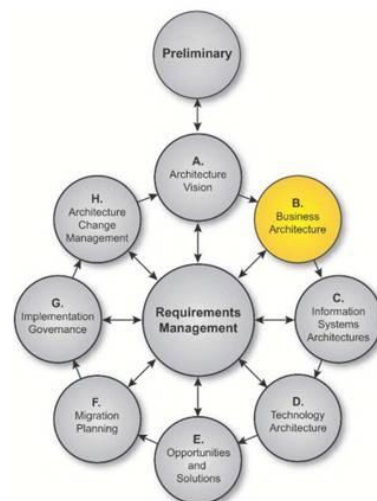 Preliminary
A.
Architecture
Vision
B.
Business
Architecture
C.
Information
Systems
Architectures
D.
Technology
Architecture
E.
Opportunities
and
Solutions
F.
Migration
Planning
G.
Implementation
Governance
H.
Architecture
Change
Management
Requirements
Management